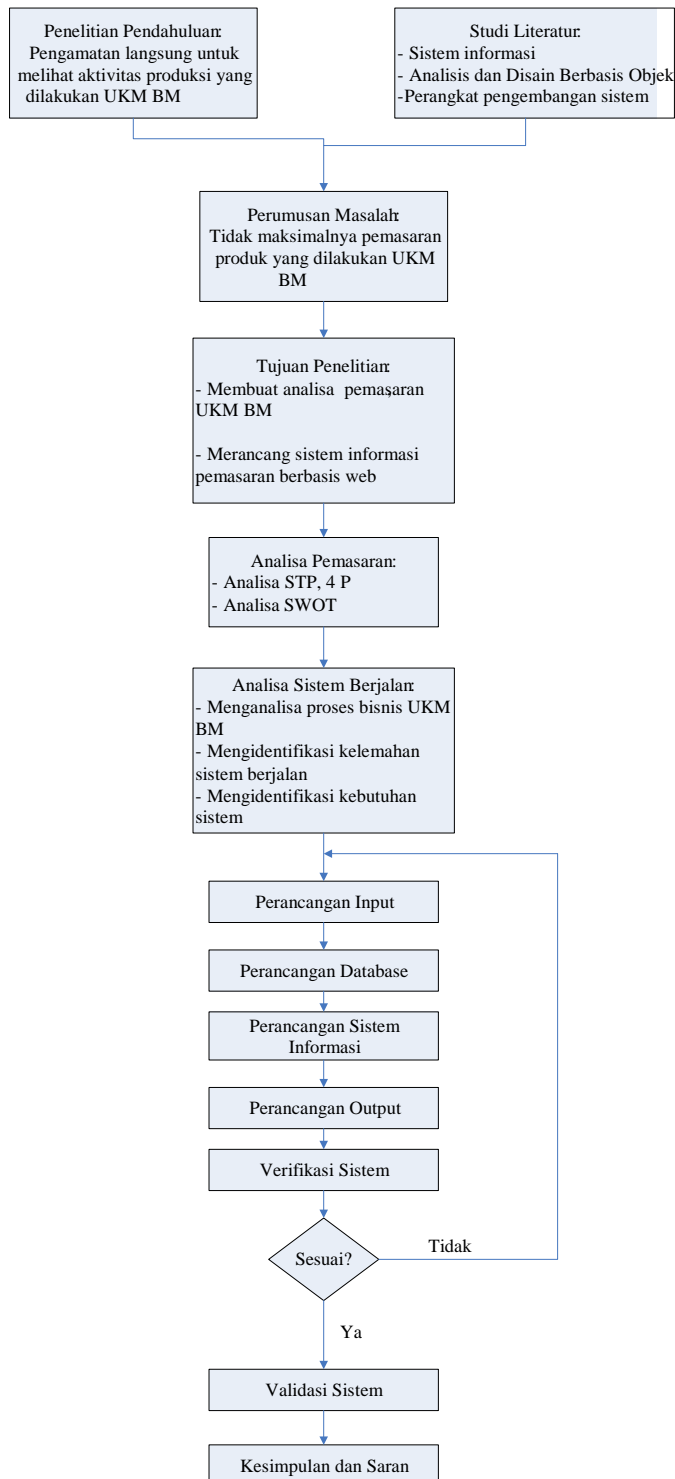 Penelitian Pendahuluan:
Pengamatan langsung untuk
melihat aktivitas produksi yang
dilakukan UKM BM
Studi Literatur:
- Sistem informasi
- Analisis dan Disain Berbasis Objek
-Perangkat pengembangan sistem
Perumusan Masalah:
Tidak maksimalnya pemasaran
produk yang dilakukan UKM
BM
Tujuan Penelitian:
- Membuat analisa pemasaran
UKM BM
- Merancang sistem informasi
pemasaran berbasis web
Analisa Pemasaran:
- Analisa STP, 4 P
- Analisa SWOT
Analisa Sistem Berjalan:
- Menganalisa proses bisnis UKM
BM
- Mengidentifikasi kelemahan
sistem berjalan
- Mengidentifikasi kebutuhan
sistem
Perancangan Input
Perancangan Database
Perancangan Sistem
Informasi
Perancangan Output
Verifikasi Sistem
Sesuai?
Tidak
Ya
Validasi Sistem
Kesimpulan dan Saran